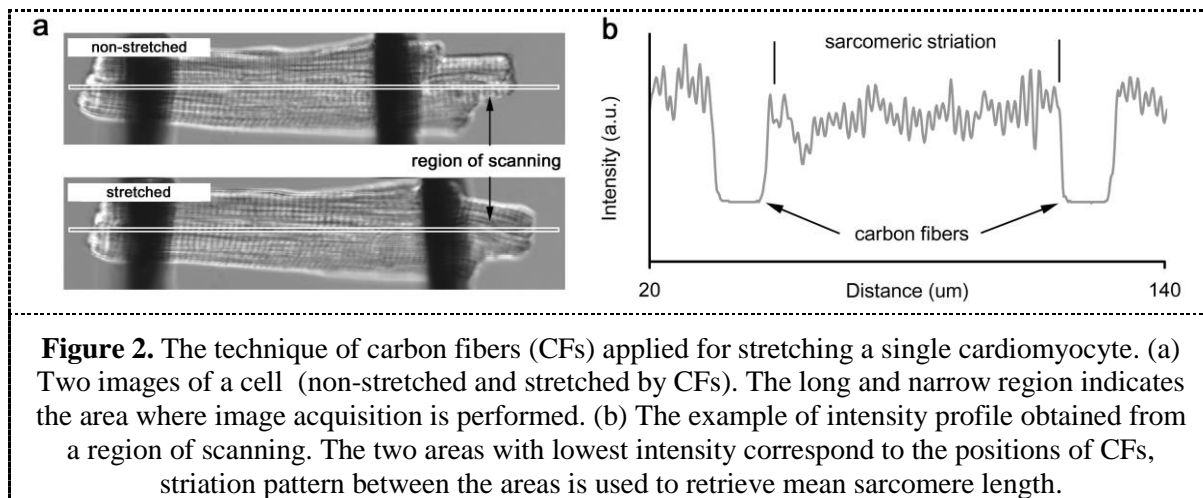 a
non-stretched
region of scanning
stretched
b
sarcomeric striation
Intensity (a.u.)
carbon fibers
20
Distance (um)
140
Figure 2. The technique of carbon fibers (CFs) applied for stretching a single cardiomyocyte. (a)
Two images of a cell (non-stretched and stretched by CFs). The long and narrow region indicates
the area where image acquisition is performed. (b) The example of intensity profile obtained from
a region of scanning. The two areas with lowest intensity correspond to the positions of CFs,
striation pattern between the areas is used to retrieve mean sarcomere length.